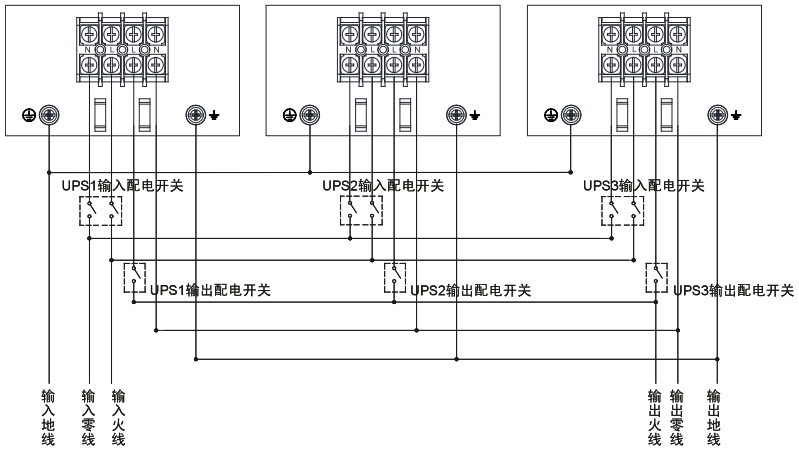 N L L N
N L L N
N L L N
UPS1输入配电开关
UPS2输入配电开关
UPS3输入配电开关
UPS1输出配电开关
UPS2输出配电开关
UPS3输出配电开关
输入地线
输入零线
输入火线
输出火线
输出零线
输出地线